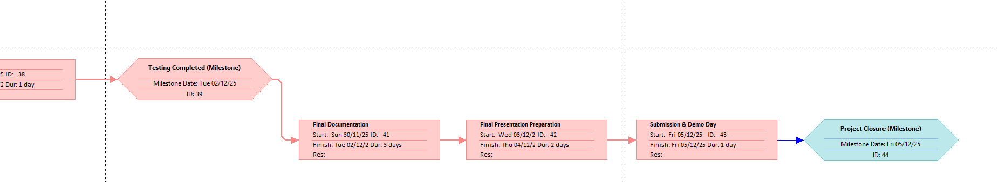 5 ID: 38
/2 Dur: 1 day
Testing Completed (Milestone)
Milestone Date: Tue 02/12/25
ID: 39
Final Documentation
Start: Sun 30/11/25 ID: 41
Finish: Tue 02/12/2 Dur: 3 days
Res:
Final Presentation Preparation
Start: Wed 03/12/2 ID: 42
Finish: Thu 04/12/2 Dur: 2 days
Res:
Submission & Demo Day
Start: Fri 05/12/25 ID: 43
Finish: Fri 05/12/25 Dur: 1 day
Res:
Project Closure (Milestone)
Milestone Date: Fri 05/12/25
ID: 44